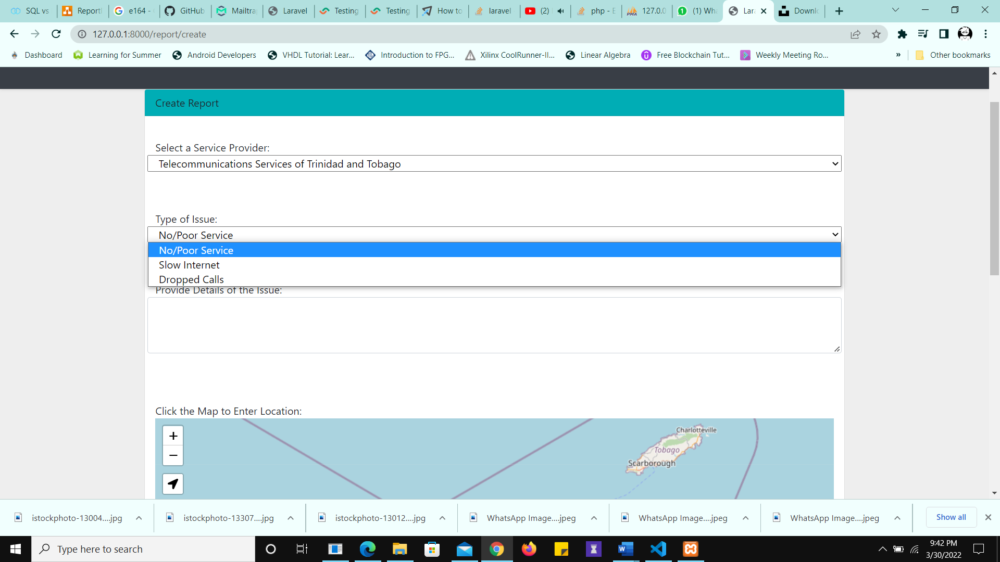 SQL vs
Report
e164 -
GitHub
Mailtra
Laravel
Testing
Testing
How to
laravel
(2)
php - E
PMA
127.0.0
1
(1) Wha
Lar
Downlo
127.0.0.1:8000/report/create
Dashboard
Learning for Summer
Android Developers
VHDL Tutorial: Lear...
Introduction to FPG...
Xilinx CoolRunner-II...
Linear Algebra
Free Blockchain Tut...
Weekly Meeting Ro...
»
Other bookmarks
Create Report
Select a Service Provider:
Telecommunications Services of Trinidad and Tobago
Type of Issue:
No/Poor Service
No/Poor Service
Slow Internet
Dropped Calls
Provide Details of the Issue:
Click the Map to Enter Location:
+
−
Charlotteville
Tobago
Scarborough
istockphoto-13004....jpg
istockphoto-13307....jpg
istockphoto-13012....jpg
WhatsApp Image....jpeg
WhatsApp Image....jpeg
WhatsApp Image....jpeg
Show all
Type here to search
W
9:42 PM
3/30/2022